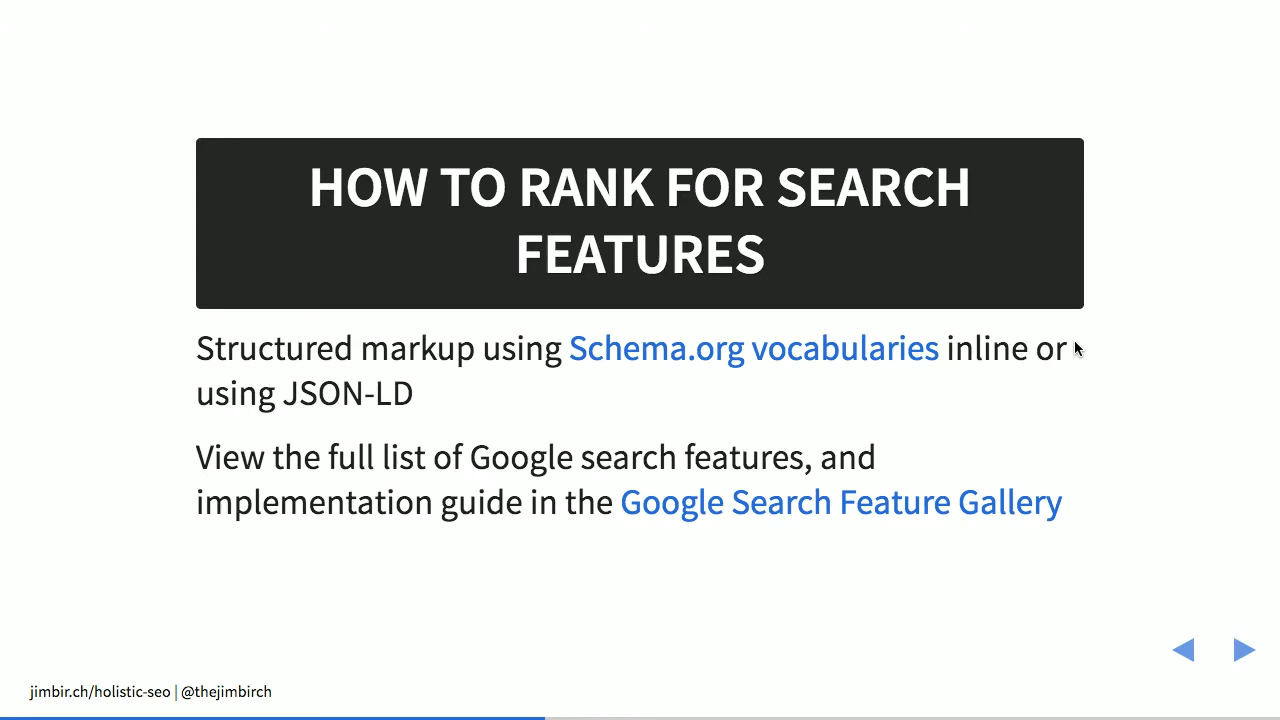 HOW TO RANK FOR SEARCH
FEATURES
Structured markup using Schema.org vocabularies inline or
using JSON-LD
View the full list of Google search features, and
implementation guide in the Google Search Feature Gallery
jimbir.ch/holistic-seo | @thejimbirch